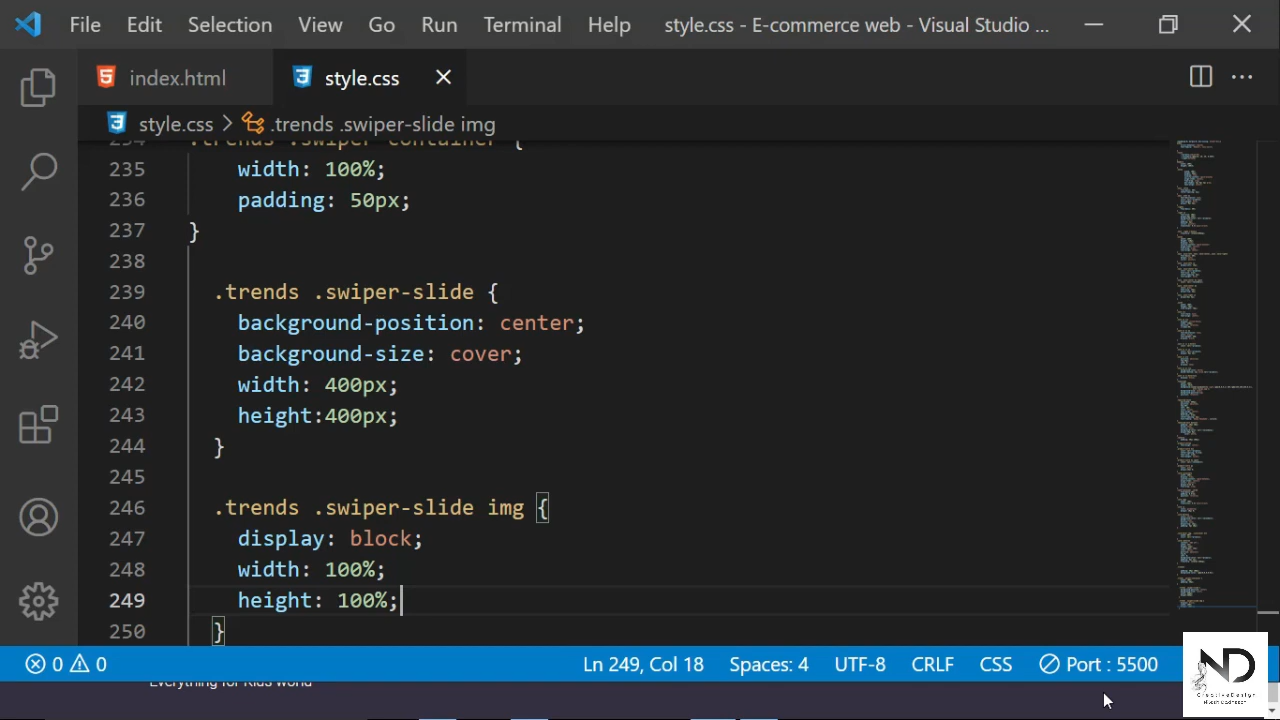 File Edit Selection View Go Run Terminal Help style.css - E-commerce web - Visual Studio ...
index.html style.css
style.css > .trends .swiper-slide img
234 .trends .swiper-container {
235 width: 100%;
236 padding: 50px;
237 }
238
239 .trends .swiper-slide {
240 background-position: center;
241 background-size: cover;
242 width: 400px;
243 height:400px;
244 }
245
246 .trends .swiper-slide img {
247 display: block;
248 width: 100%;
249 height: 100%;
250 }
0 0 Ln 249, Col 18 Spaces: 4 UTF-8 CRLF CSS Port : 5500
Everything for Kids world
ND
CreativeDesign